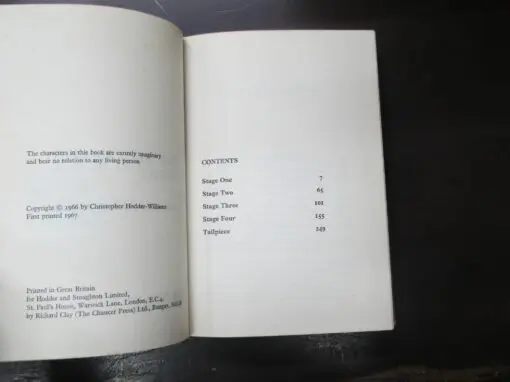 The characters in this book are entirely imaginary
and bear no relation to any living person
Copyright © 1966 by Christopher Hodder-Williams
First printed 1967
Printed in Great Britain
for Hodder and Stoughton Limited,
St. Paul's House, Warwick Lane, London, E.C.4
by Richard Clay (The Chaucer Press) Ltd., Bungay, Suffolk
CONTENTS
Stage One 7
Stage Two 65
Stage Three 101
Stage Four 155
Tailpiece 249